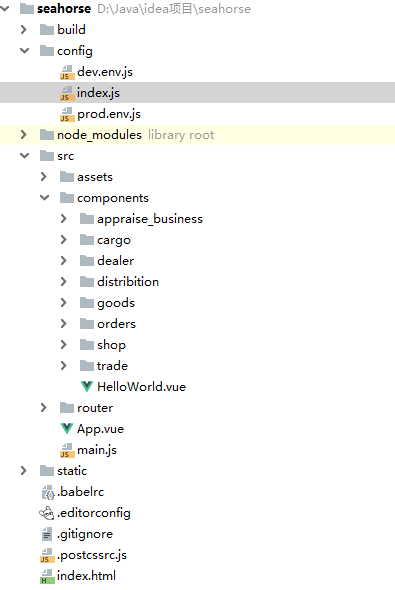 seahorse D:\Java\idea项目\seahorse
build
config
dev.env.js
index.js
prod.env.js
node_modules library root
src
assets
components
appraise_business
cargo
dealer
distribition
goods
orders
shop
trade
HelloWorld.vue
router
App.vue
main.js
static
.babelrc
.editorconfig
.gitignore
.postcssrc.js
index.html